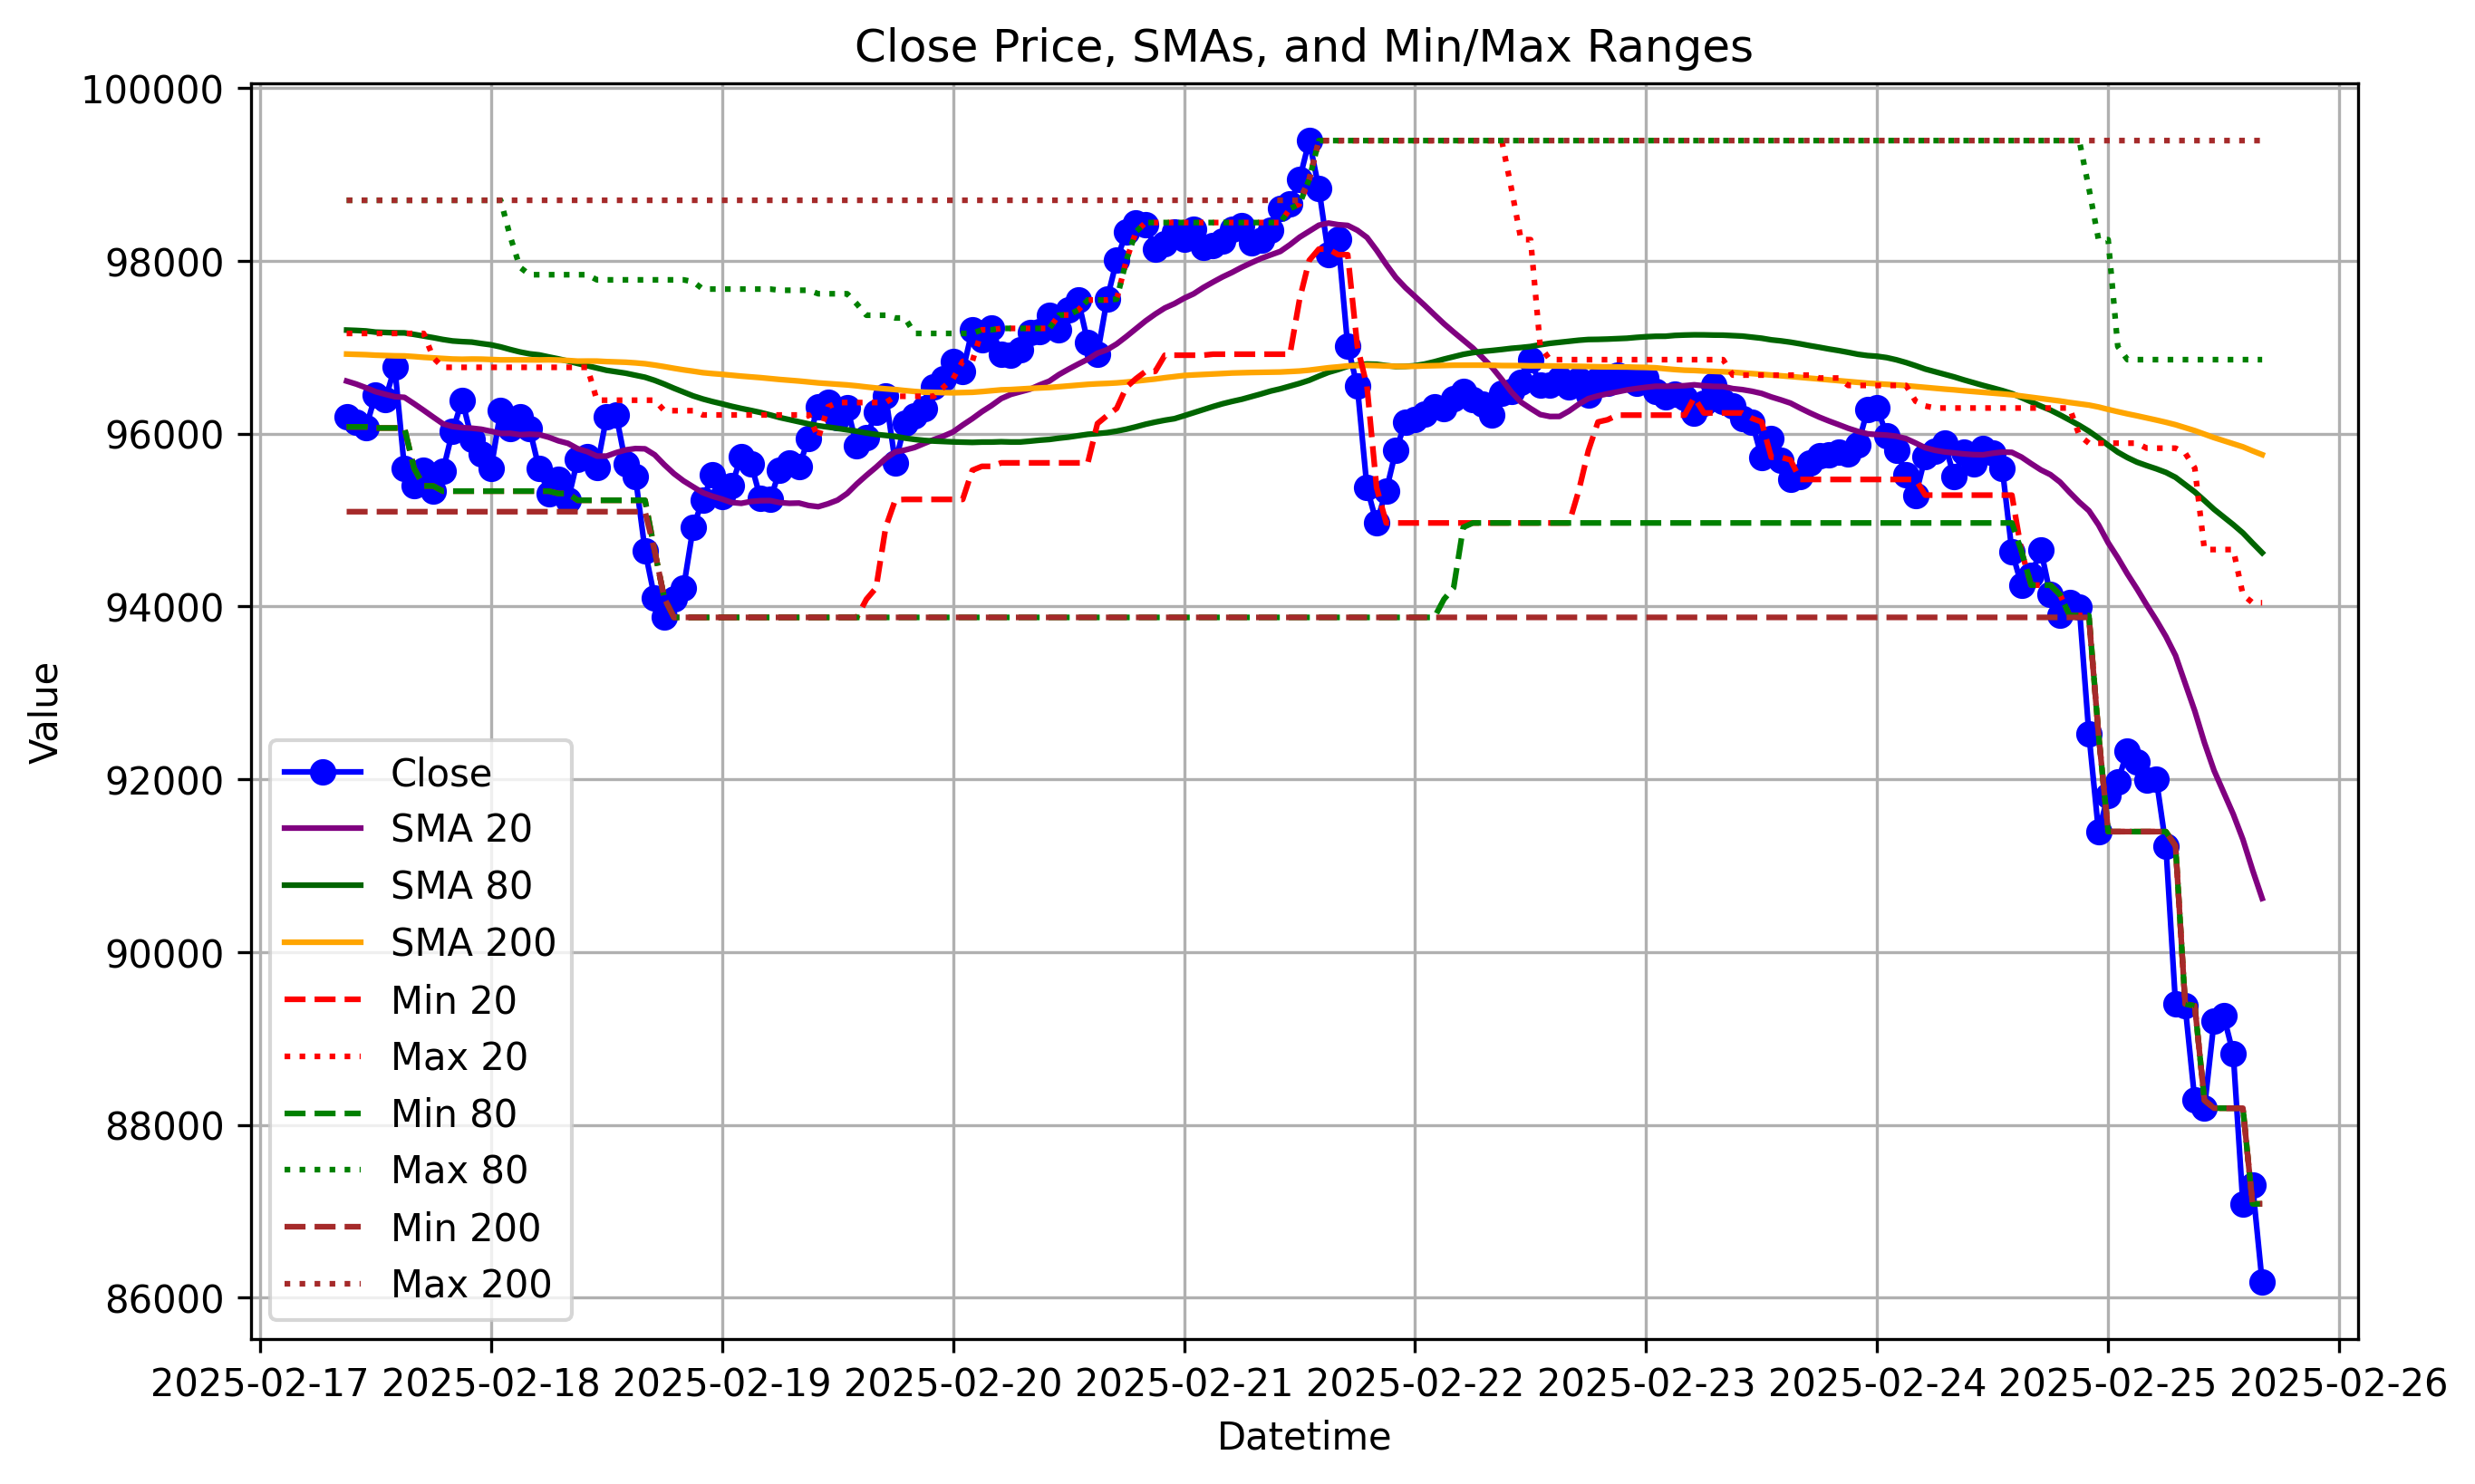 Close Price, SMAs, and Min/Max Ranges
100000
98000
96000
94000
92000
90000
88000
86000
Value
Close
SMA 20
SMA 80
SMA 200
Min 20
Max 20
Min 80
Max 80
Min 200
Max 200
2025-02-17 2025-02-18 2025-02-19 2025-02-20 2025-02-21 2025-02-22 2025-02-23 2025-02-24 2025-02-25 2025-02-26
Datetime